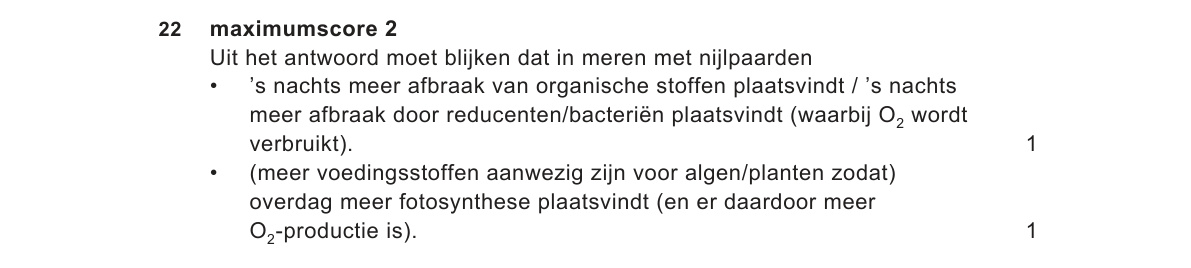 22 maximumscore 2
Uit het antwoord moet blijken dat in meren met nijlpaarden
• ’s nachts meer afbraak van organische stoffen plaatsvindt / ’s nachts
meer afbraak door reducenten/bacteriën plaatsvindt (waarbij O2 wordt
verbruikt). 1
• (meer voedingsstoffen aanwezig zijn voor algen/planten zodat)
overdag meer fotosynthese plaatsvindt (en er daardoor meer
O2-productie is). 1